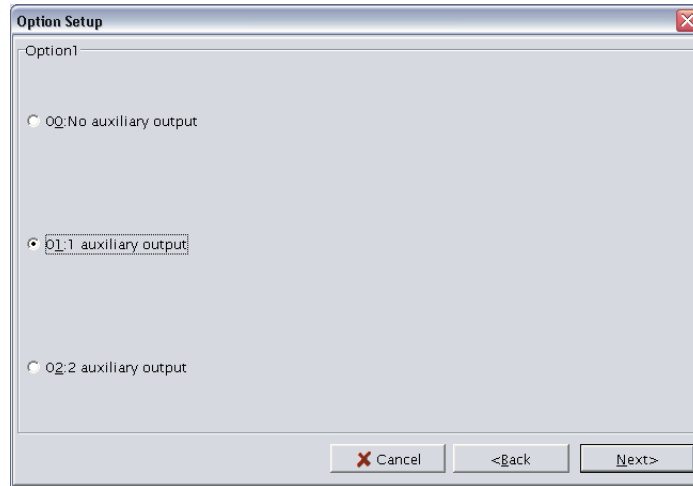 Option Setup
Option1
00:No auxiliary output
01:1 auxiliary output
02:2 auxiliary output
Cancel
<Back
Next>